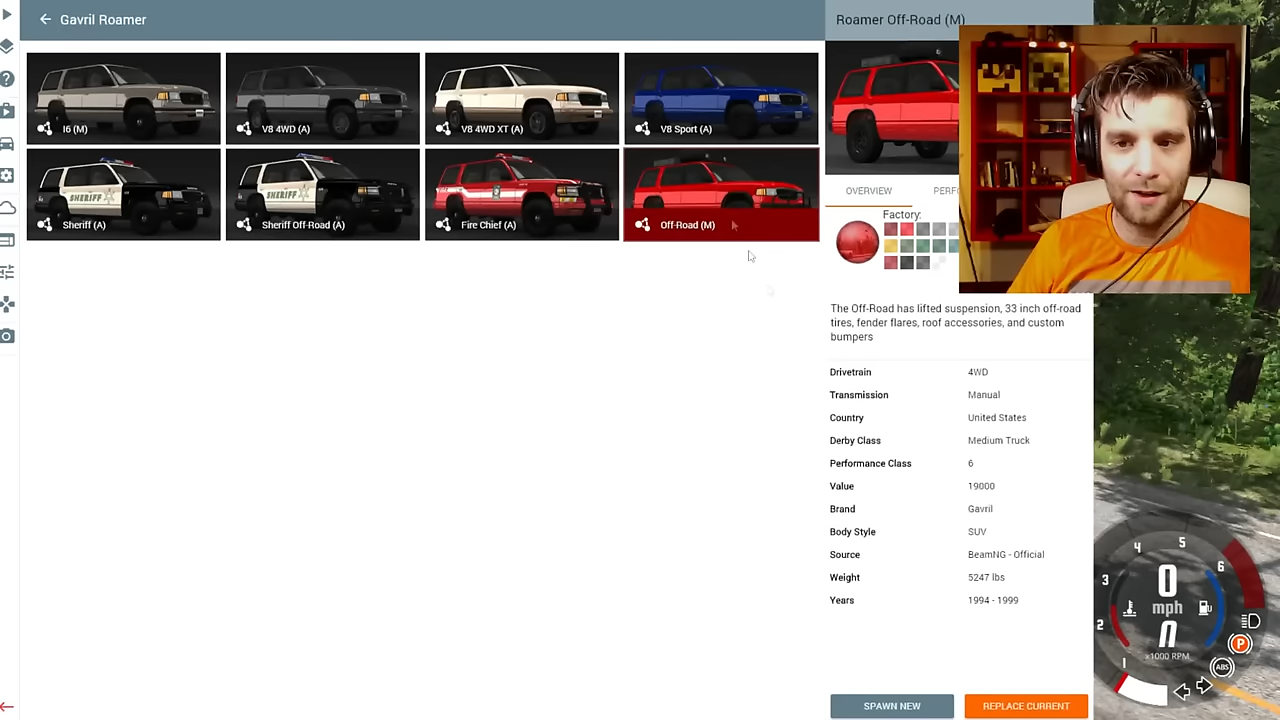 Gavril Roamer
I6 (M)
V8 4WD (A)
V8 4WD XT (A)
V8 Sport (A)
SHERIFF
Sheriff (A)
SHERIFF
Sheriff Off-Road (A)
Fire Chief (A)
Off-Road (M)
Roamer Off-Road (M)
OVERVIEW
PERFO
Factory:
The Off-Road has lifted suspension, 33 inch off-road
tires, fender flares, roof accessories, and custom
bumpers
Drivetrain 4WD
Transmission Manual
Country United States
Derby Class Medium Truck
Performance Class 6
Value 19000
Brand Gavril
Body Style SUV
Source BeamNG - Official
Weight 5247 lbs
Years 1994 - 1999
SPAWN NEW
REPLACE CURRENT
1
2
3
4
5
6
0
mph
0
x1000 RPM
P
ABS